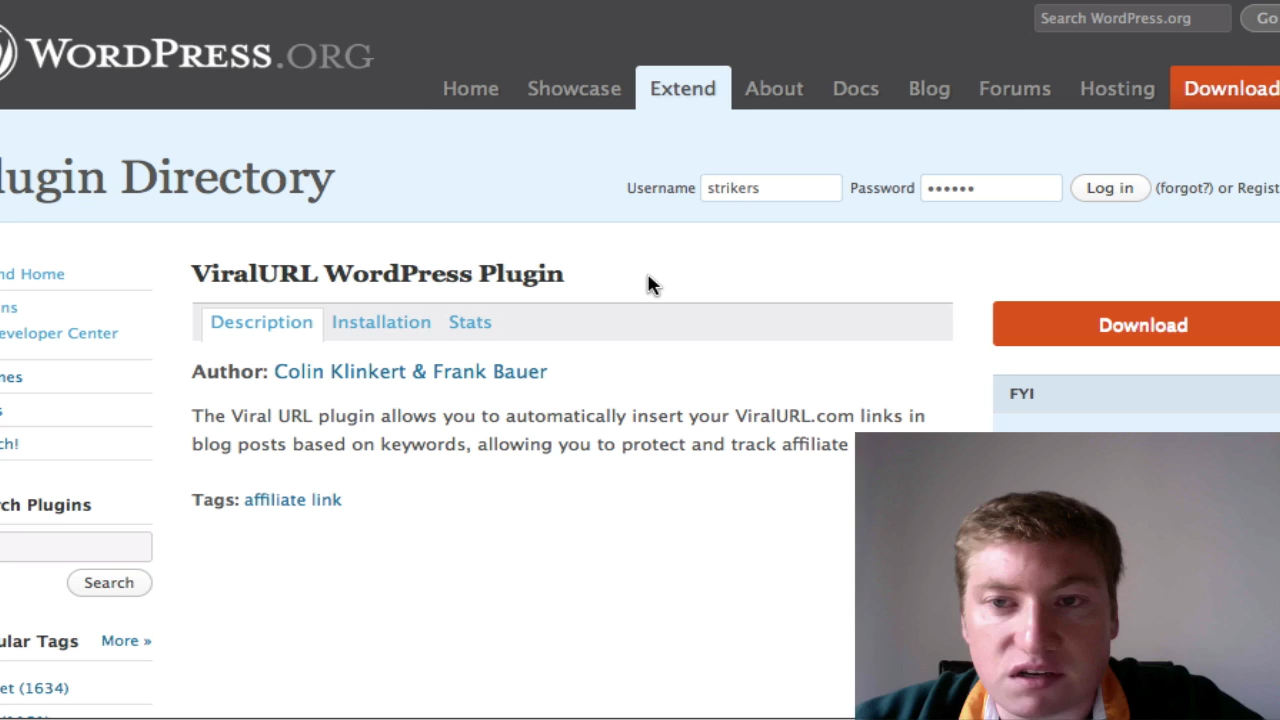 Search WordPress.org
Go
WORDPRESS.ORG
Home Showcase Extend About Docs Blog Forums Hosting Download
lugin Directory
Username strikers Password •••••• Log in (forgot?) or Regist
nd Home
ns
eveloper Center
mes
s
ch!
rch Plugins
Search
ular Tags More »
et (1634)
ViralURL WordPress Plugin
Description Installation Stats
Author: Colin Klinkert & Frank Bauer
The Viral URL plugin allows you to automatically insert your ViralURL.com links in
blog posts based on keywords, allowing you to protect and track affiliate
Tags: affiliate link
Download
FYI